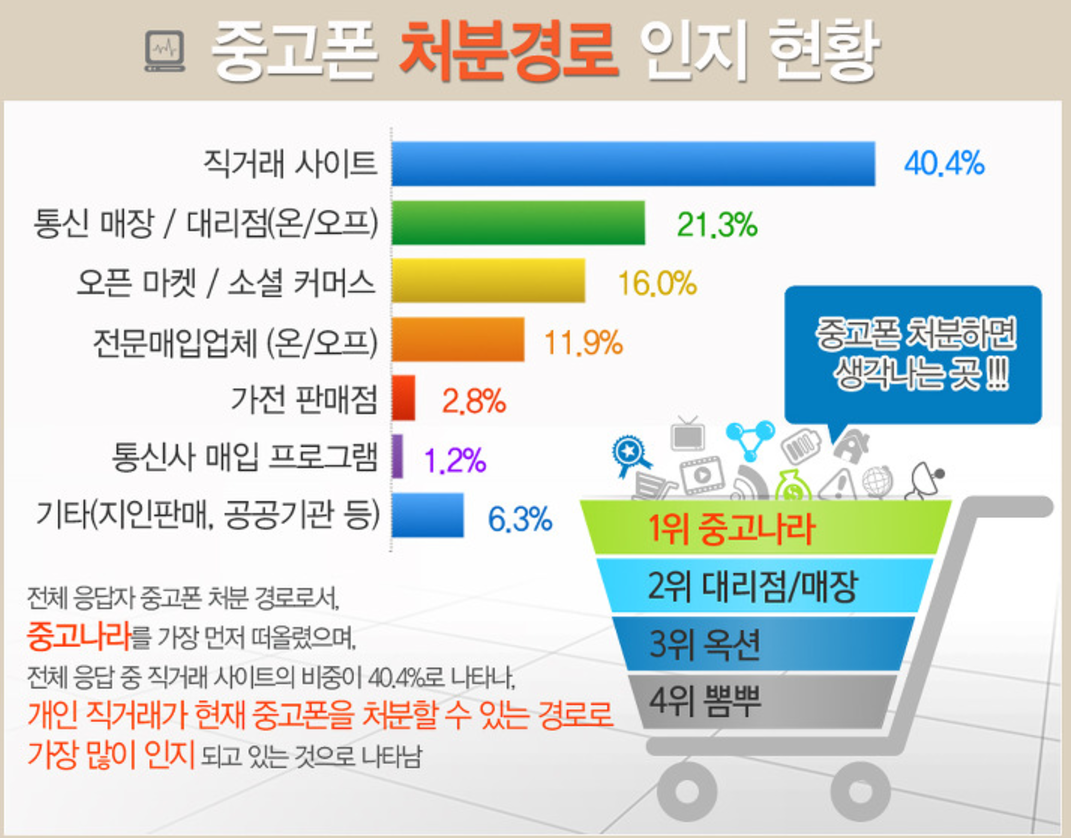 중고폰 처분경로 인지 현황
직거래 사이트 40.4%
통신 매장 / 대리점(온/오프) 21.3%
오픈 마켓 / 소셜 커머스 16.0%
전문매입업체 (온/오프) 11.9%
가전 판매점 2.8%
통신사 매입 프로그램 1.2%
기타(지인판매, 공공기관 등) 6.3%
중고폰 처분하면
생각나는 곳 !!!
1위 중고나라
2위 대리점/매장
3위 옥션
4위 뽐뿌
전체 응답자 중고폰 처분 경로로서,
중고나라를 가장 먼저 떠올렸으며,
전체 응답 중 직거래 사이트의 비중이 40.4%로 나타나,
개인 직거래가 현재 중고폰을 처분할 수 있는 경로로
가장 많이 인지 되고 있는 것으로 나타남